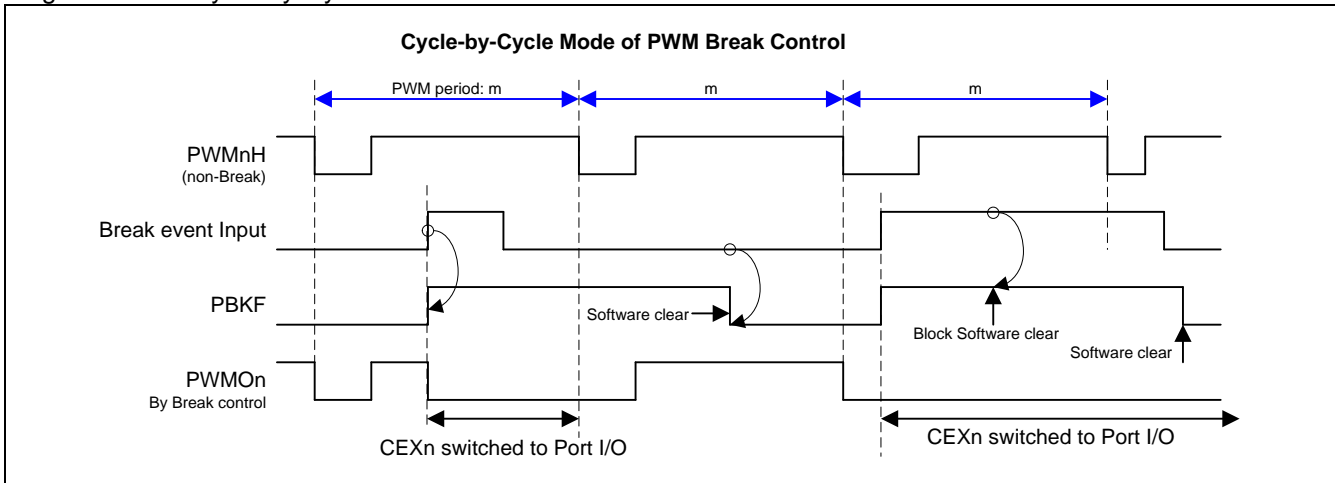 Cycle-by-Cycle Mode of PWM Break Control
PWM period: m
m
m
PWMnH
(non-Break)
Break event Input
PBKF
Software clear
Block Software clear
Software clear
PWMOn
By Break control
CEXn switched to Port I/O
CEXn switched to Port I/O